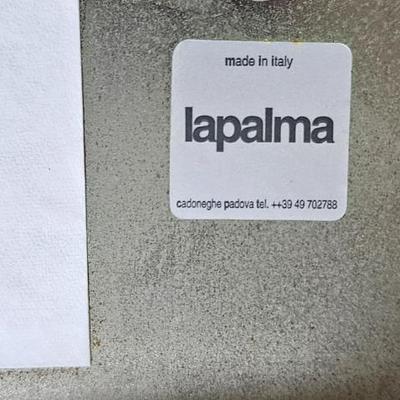 made in italy
lapalma
cadoneghe padova tel. ++39 49 702788